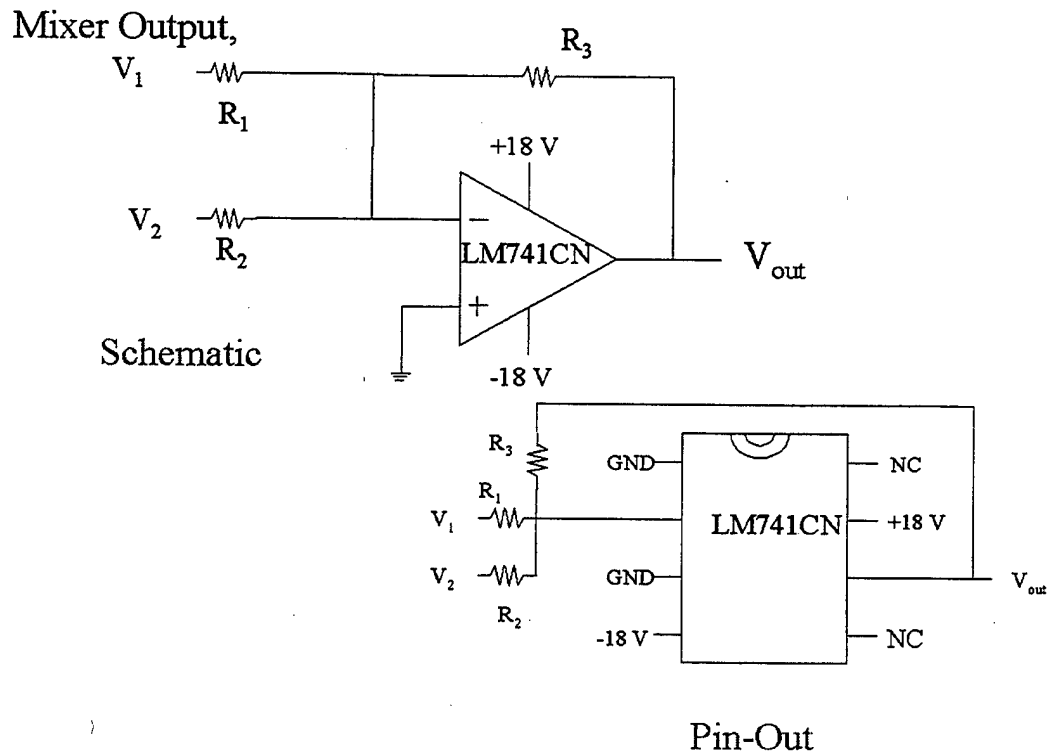 Mixer Output,
V1
R1
R3
+18 V
V2
R2
−
LM741CN
+
Vout
-18 V
Schematic
R3
GND
NC
R1
V1
LM741CN
+18 V
V2
GND
Vout
R2
-18 V
NC
Pin-Out